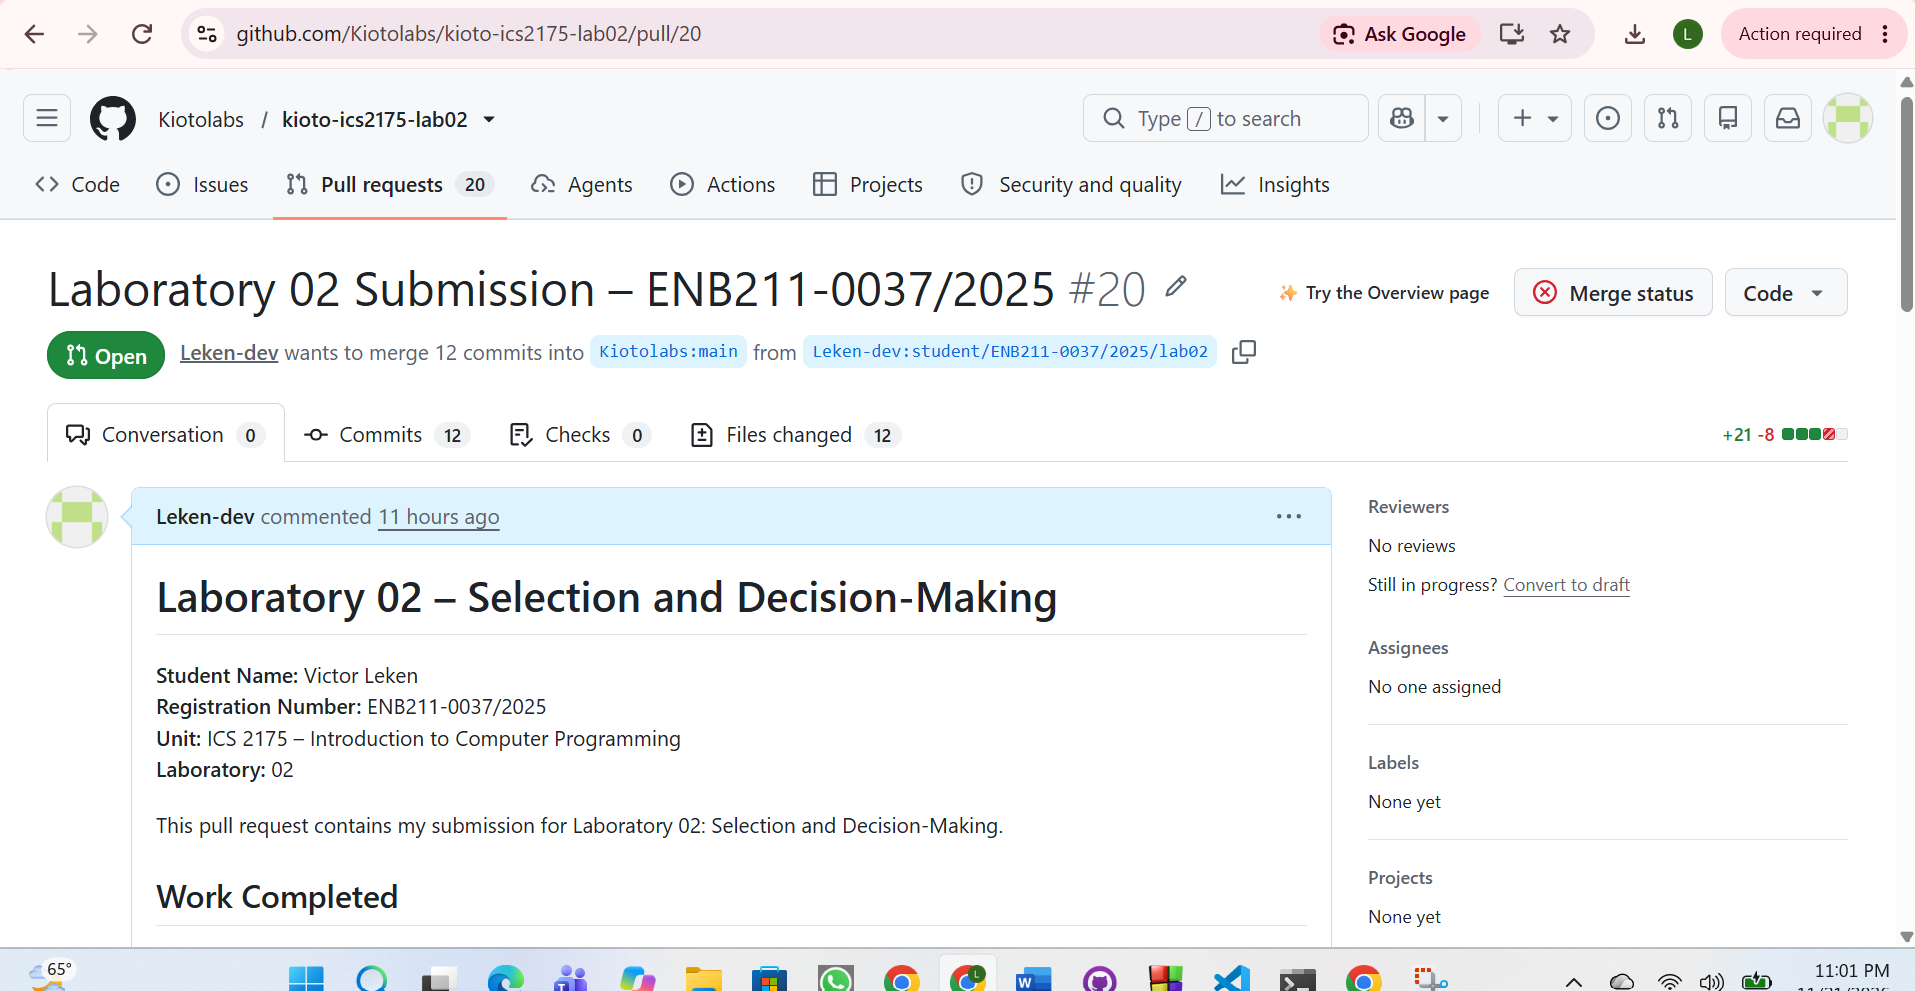 github.com/Kiotolabs/kioto-ics2175-lab02/pull/20
Ask Google
L
Action required
Kiotolabs / kioto-ics2175-lab02
Type / to search
Code
Issues
Pull requests 20
Agents
Actions
Projects
Security and quality
Insights
Laboratory 02 Submission – ENB211-0037/2025 #20
Try the Overview page
Merge status
Code
Open
Leken-dev wants to merge 12 commits into Kiotolabs:main from Leken-dev:student/ENB211-0037/2025/lab02
Conversation 0
Commits 12
Checks 0
Files changed 12
+21 -8
Leken-dev commented 11 hours ago
Laboratory 02 – Selection and Decision-Making
Student Name: Victor Leken
Registration Number: ENB211-0037/2025
Unit: ICS 2175 – Introduction to Computer Programming
Laboratory: 02
This pull request contains my submission for Laboratory 02: Selection and Decision-Making.
Work Completed
Reviewers
No reviews
Still in progress? Convert to draft
Assignees
No one assigned
Labels
None yet
Projects
None yet
65°
L
11:01 PM